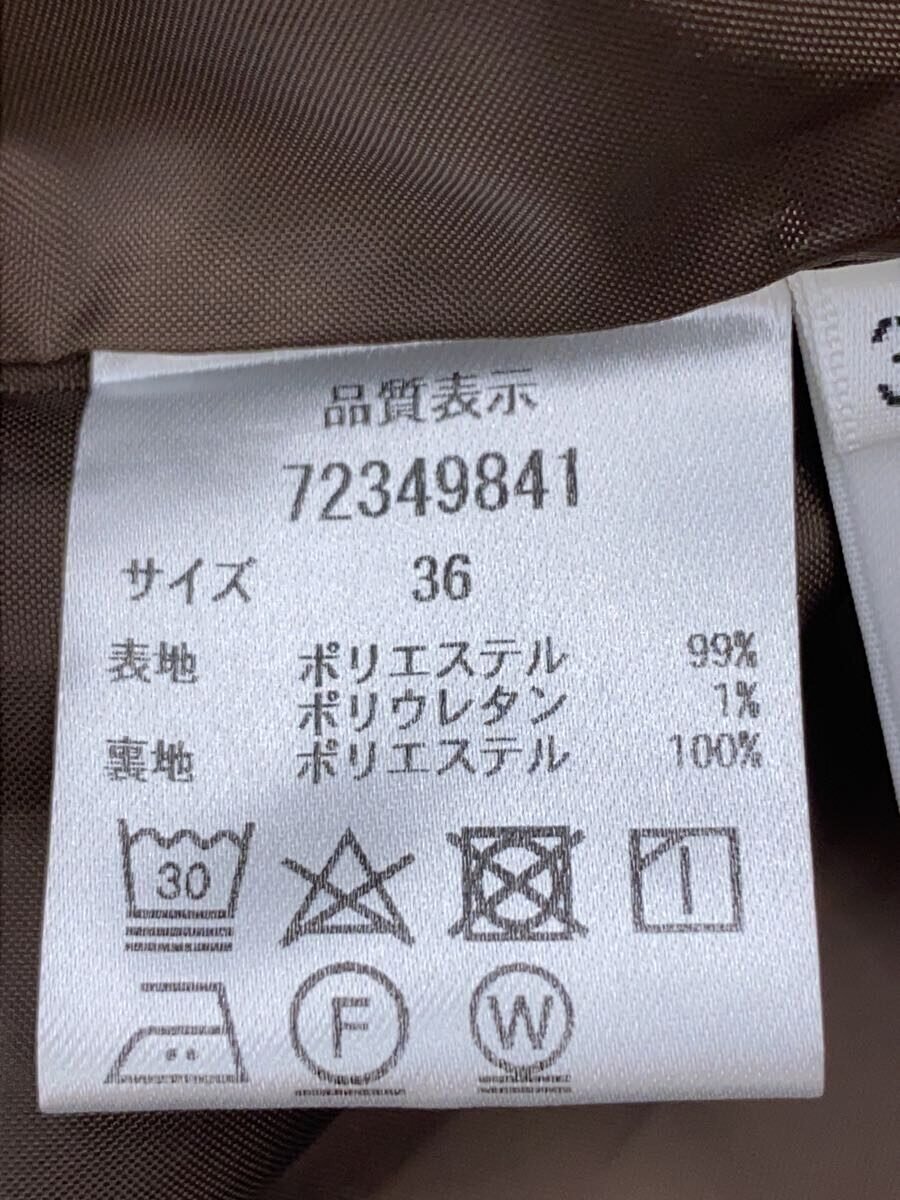 品質表示
72349841
サイズ 36
表地 ポリエステル 99%
ポリウレタン 1%
裏地 ポリエステル 100%
30
F W
3